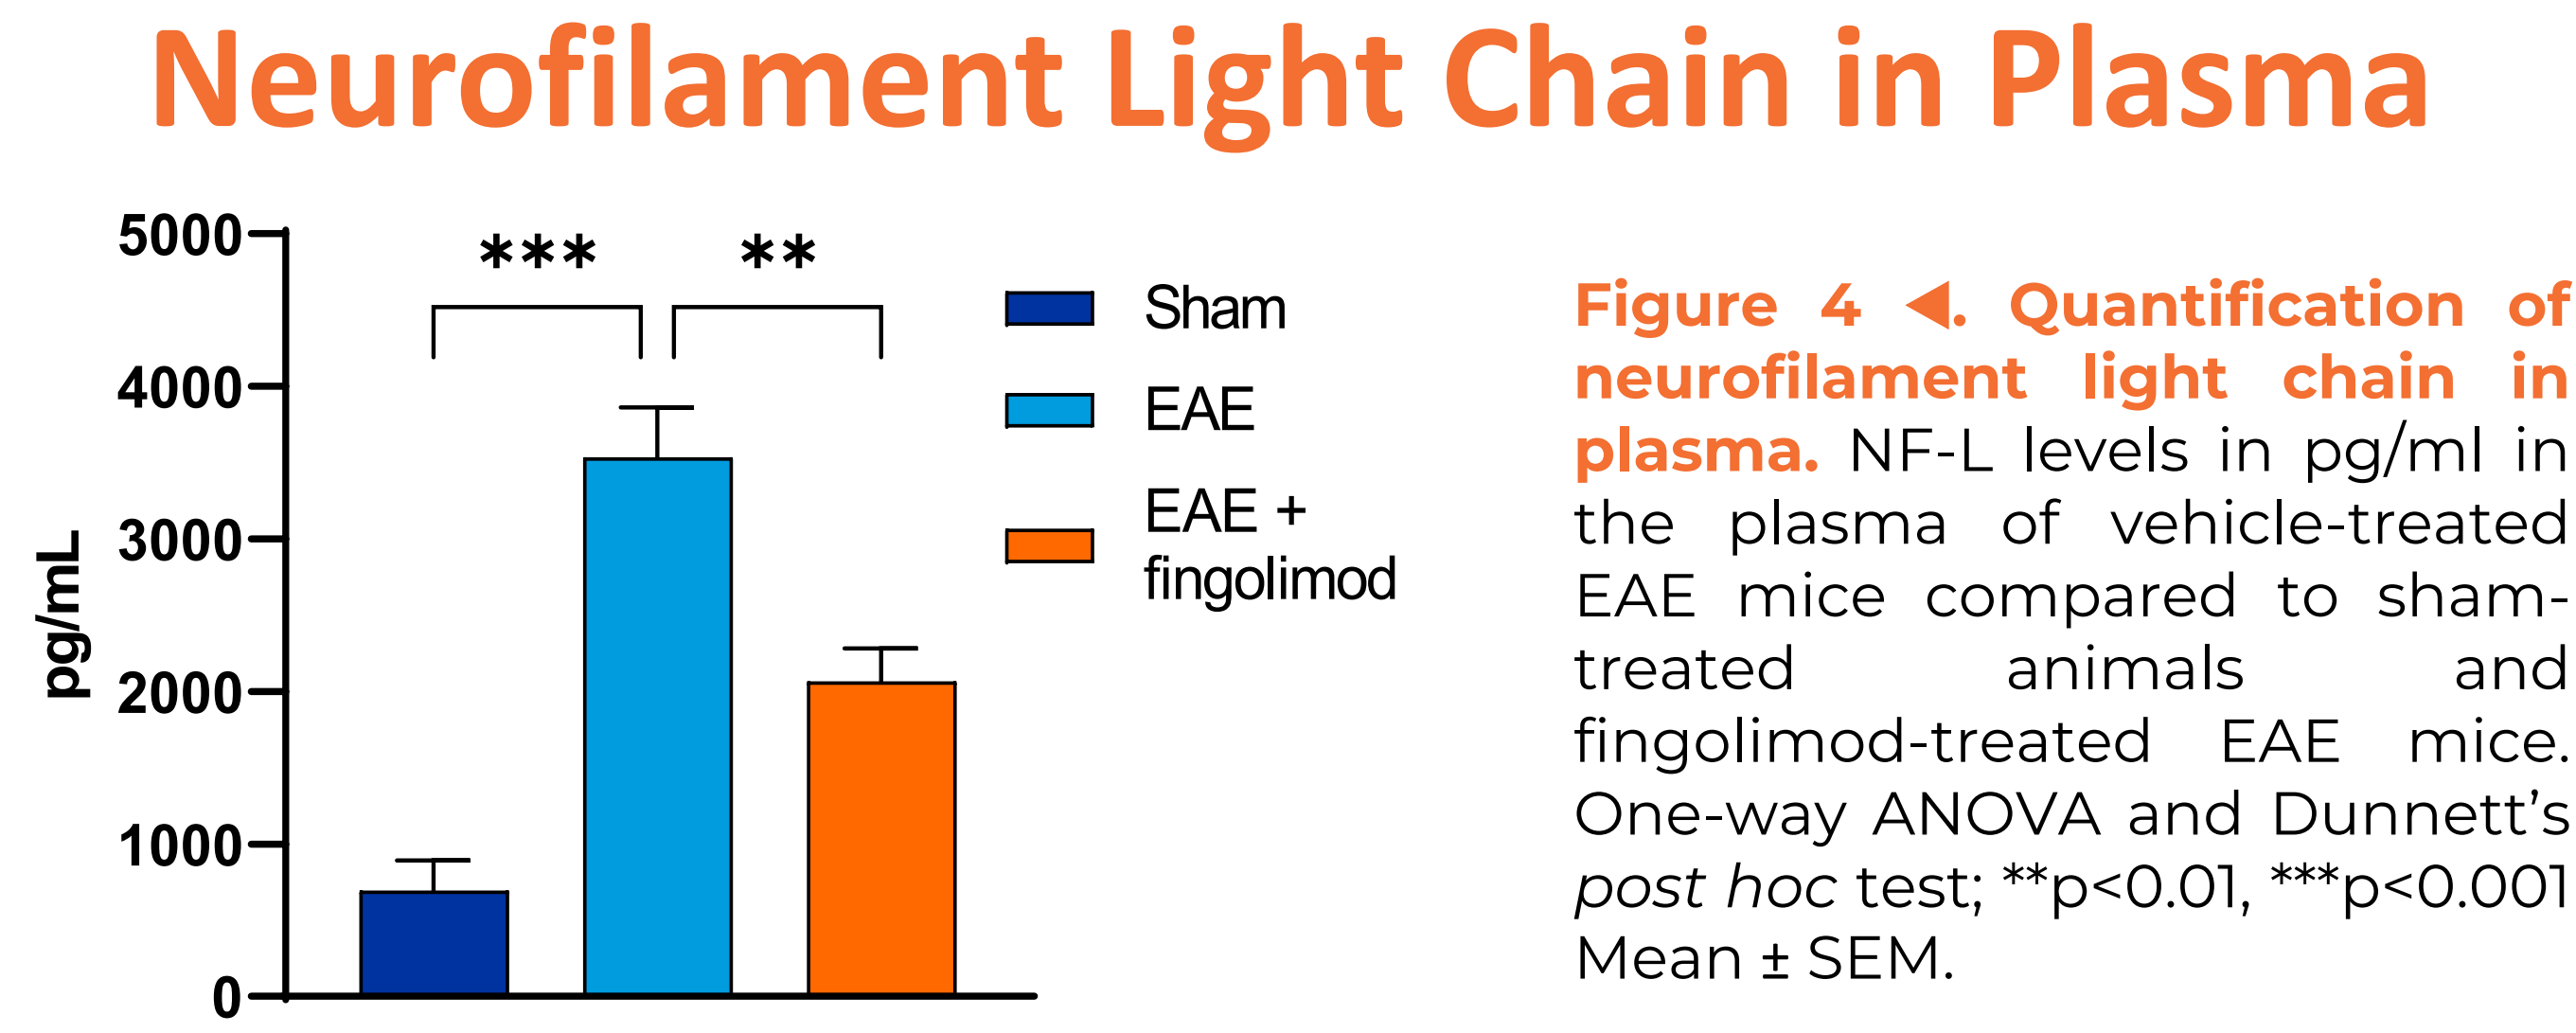 Neurofilament Light Chain in Plasma
5000
4000
3000
2000
1000
0
pg/mL
***
**
Sham
EAE
EAE +
fingolimod
Figure 4 ◀. Quantification of
neurofilament light chain in
plasma. NF-L levels in pg/ml in
the plasma of vehicle-treated
EAE mice compared to sham-
treated animals and
fingolimod-treated EAE mice.
One-way ANOVA and Dunnett’s
post hoc test; **p<0.01, ***p<0.001
Mean ± SEM.